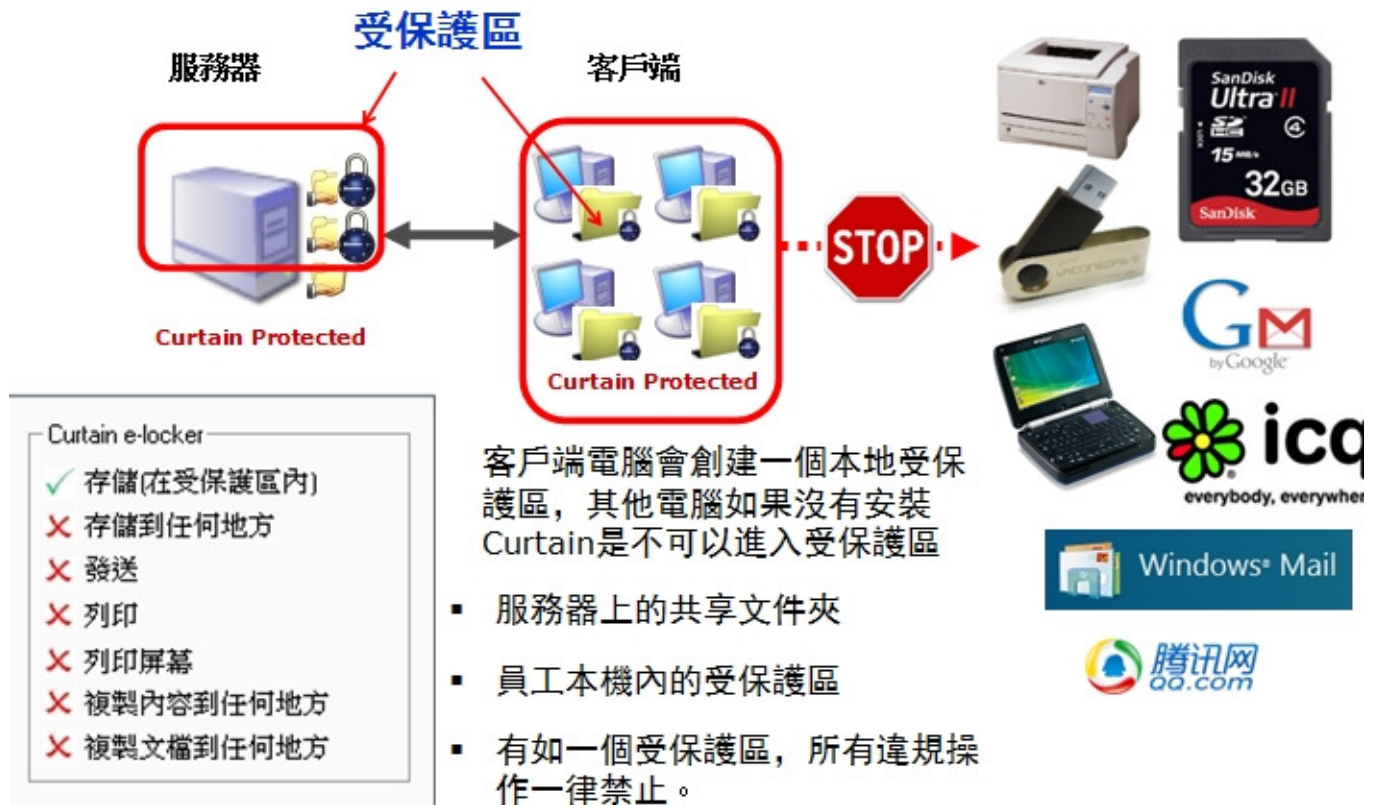 受保護區
服務器
客戶端
Curtain Protected
Curtain Protected
STOP
SanDisk
Ultra II
4
15 MB/s
32GB
SanDisk
G M
by Google
icq
everybody, everywher
Windows® Mail
腾讯网
QQ.com
Curtain e-locker
✓ 存儲(在受保護區內)
✗ 存儲到任何地方
✗ 發送
✗ 列印
✗ 列印屏幕
✗ 複製內容到任何地方
✗ 複製文檔到任何地方
客戶端電腦會創建一個本地受保
護區，其他電腦如果沒有安裝
Curtain是不可以進入受保護區
▪ 服務器上的共享文件夾
▪ 員工本機內的受保護區
▪ 有如一個受保護區，所有違規操
作一律禁止。